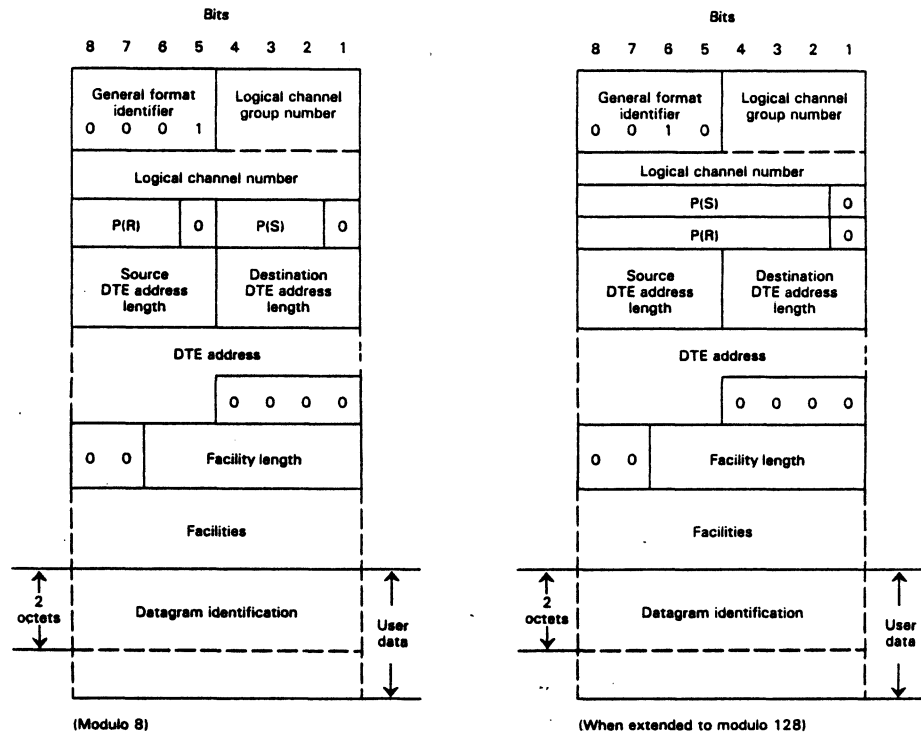 Bits
8 7 6 5 4 3 2 1
General format
identifier
0 0 0 1
Logical channel
group number
Logical channel number
P(R) 0 P(S) 0
Source
DTE address
length
Destination
DTE address
length
DTE address
0 0 0 0
0 0 Facility length
Facilities
2
octets
Datagram identification
User
data
(Modulo 8)
Bits
8 7 6 5 4 3 2 1
General format
identifier
0 0 1 0
Logical channel
group number
Logical channel number
P(S) 0
P(R) 0
Source
DTE address
length
Destination
DTE address
length
DTE address
0 0 0 0
0 0 Facility length
Facilities
2
octets
Datagram identification
User
data
(When extended to modulo 128)